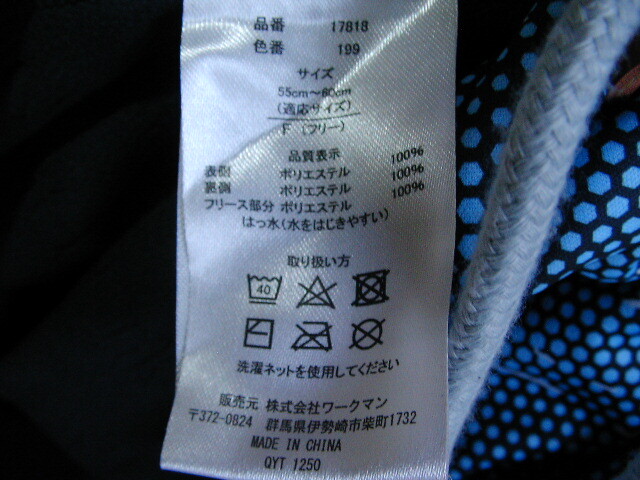 品番 17818
色番 199
サイズ
55cm～60cm
(適応サイズ)
F (フリー)
品質表示
表側 ポリエステル 100%
裏側 ポリエステル 100%
フリース部分 ポリエステル 100%
はっ水(水をはじきやすい)
取り扱い方
40
洗濯ネットを使用してください
販売元 株式会社ワークマン
〒372-0824 群馬県伊勢崎市柴町1732
MADE IN CHINA
QYT 1250